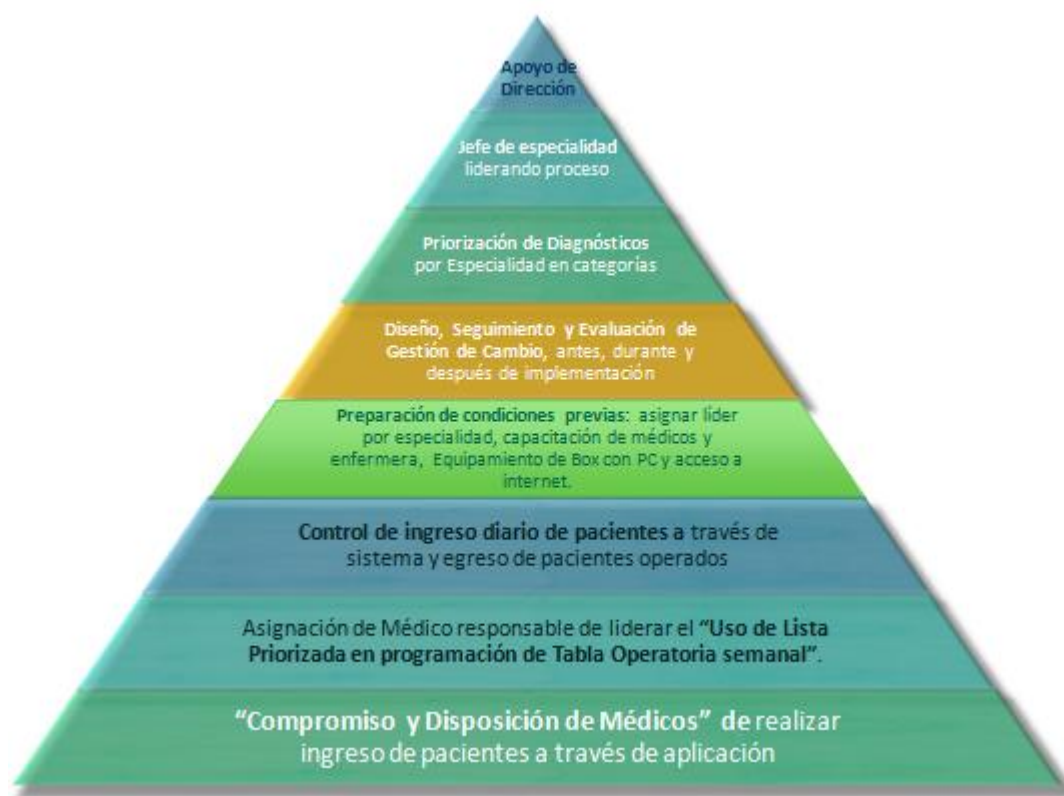 Apoyo de
Dirección
Jefe de especialidad
liderando proceso
Priorización de Diagnósticos
por Especialidad en categorías
Diseño, Seguimiento y Evaluación de
Gestión de Cambio, antes, durante y
después de implementación
Preparación de condiciones previas: asignar líder
por especialidad, capacitación de médicos y
enfermera, Equipamiento de Box con PC y acceso a
internet.
Control de ingreso diario de pacientes a través de
sistema y egreso de pacientes operados
Asignación de Médico responsable de liderar el “Uso de Lista
Priorizada en programación de Tabla Operatoria semanal”.
“Compromiso y Disposición de Médicos” de realizar
ingreso de pacientes a través de aplicación